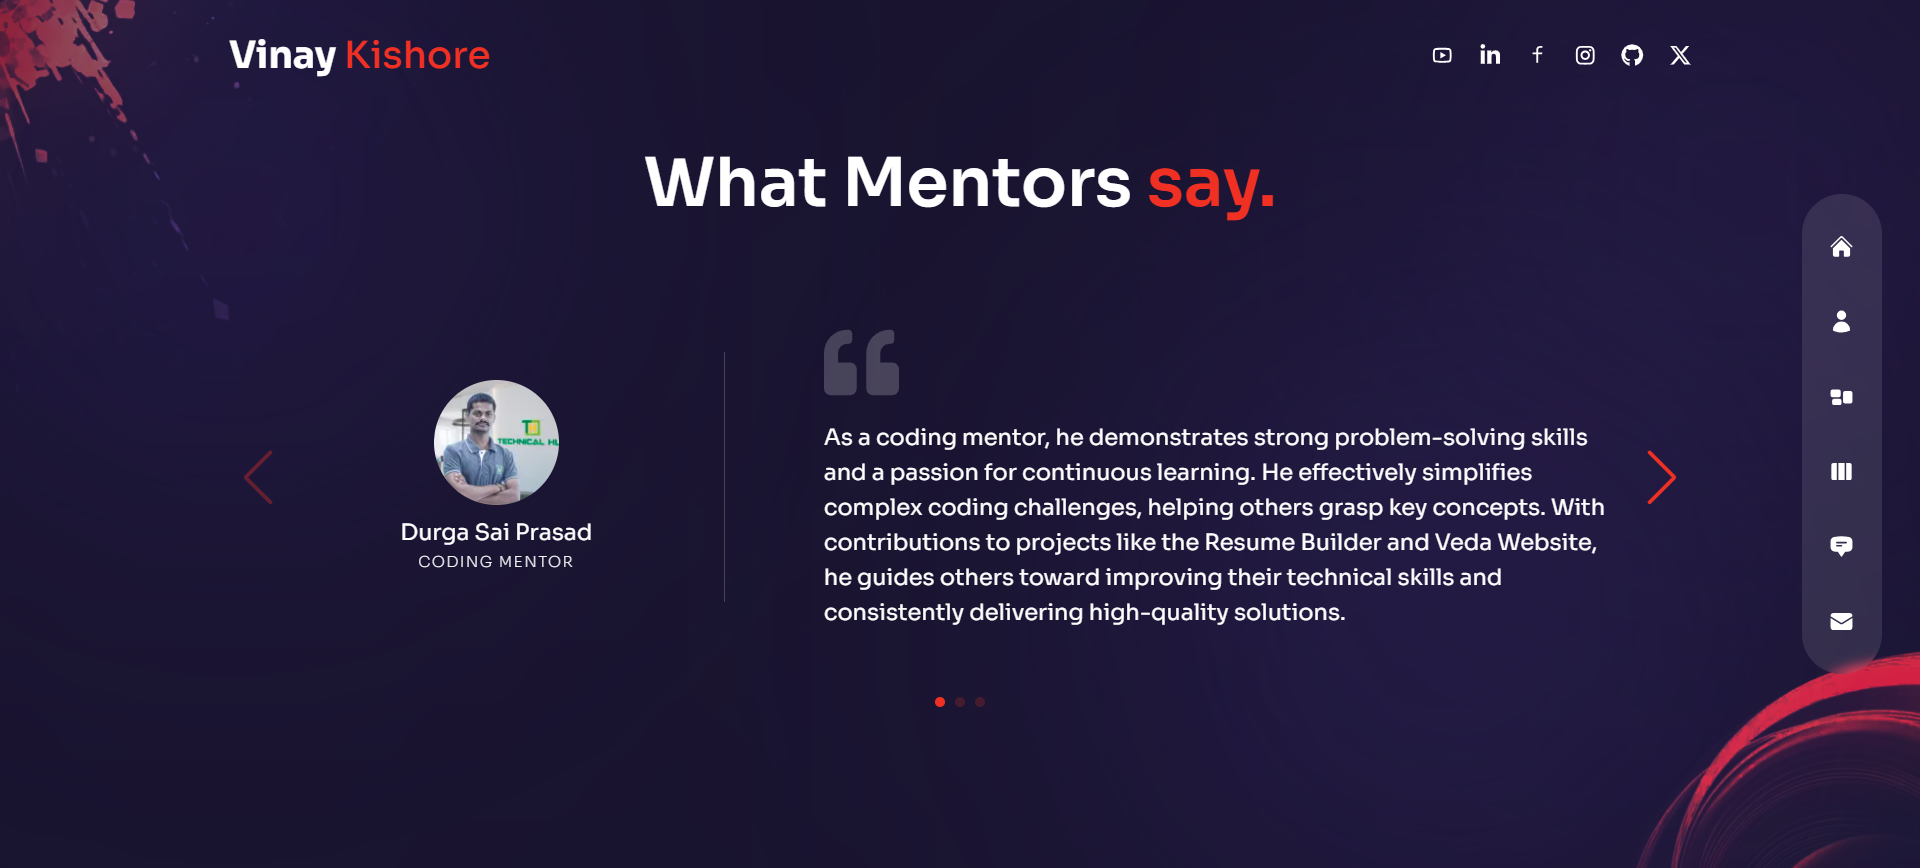 Vinay Kishore
What Mentors say.
TECHNICAL HU
Durga Sai Prasad
CODING MENTOR
As a coding mentor, he demonstrates strong problem-solving skills
and a passion for continuous learning. He effectively simplifies
complex coding challenges, helping others grasp key concepts. With
contributions to projects like the Resume Builder and Veda Website,
he guides others toward improving their technical skills and
consistently delivering high-quality solutions.